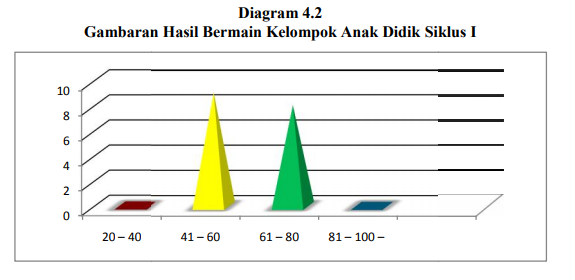 Diagram 4.2
Gambaran Hasil Bermain Kelompok Anak Didik Siklus I
10
8
6
4
2
0
20 – 40 41 – 60 61 – 80 81 – 100 –